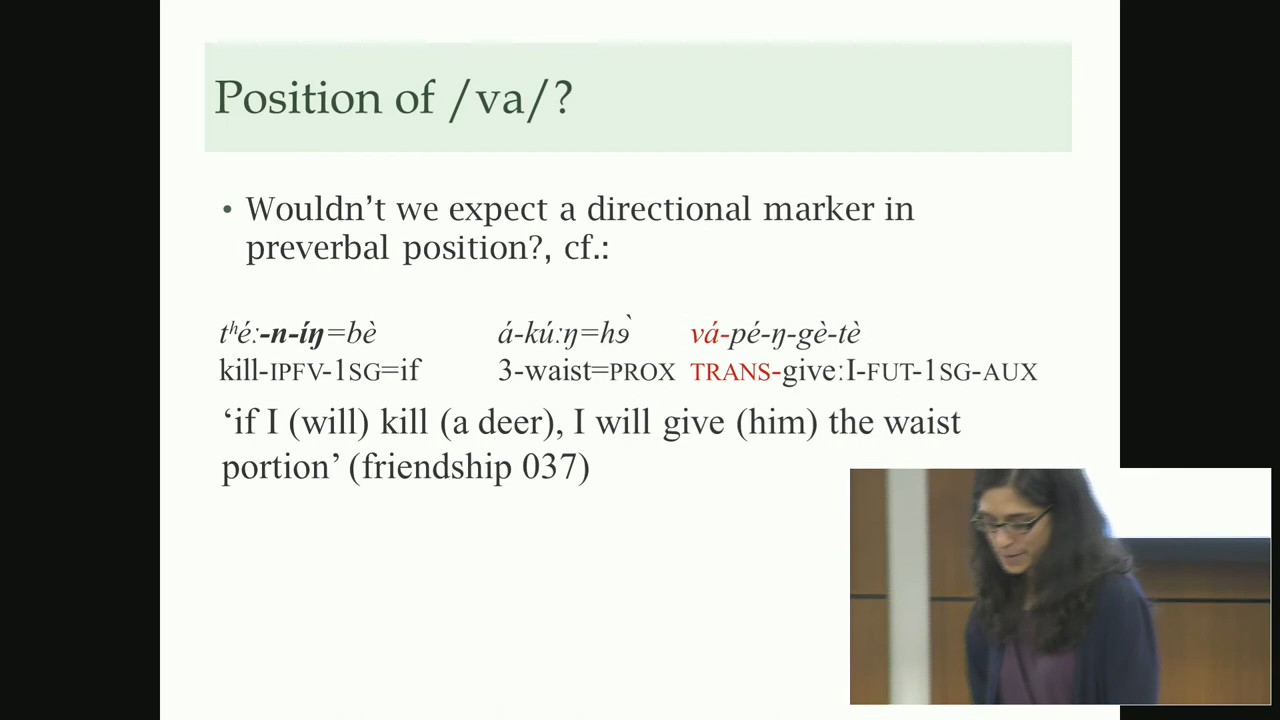 Position of /va/?
• Wouldn't we expect a directional marker in
preverbal position?, cf.:
tʰéː-n-íŋ=bè á-kúːŋ=hɘ̀ vá-pé-ŋ-gè-tè
kill-IPFV-1SG=if 3-waist=PROX TRANS-give:I-FUT-1SG-AUX
‘if I (will) kill (a deer), I will give (him) the waist
portion’ (friendship 037)